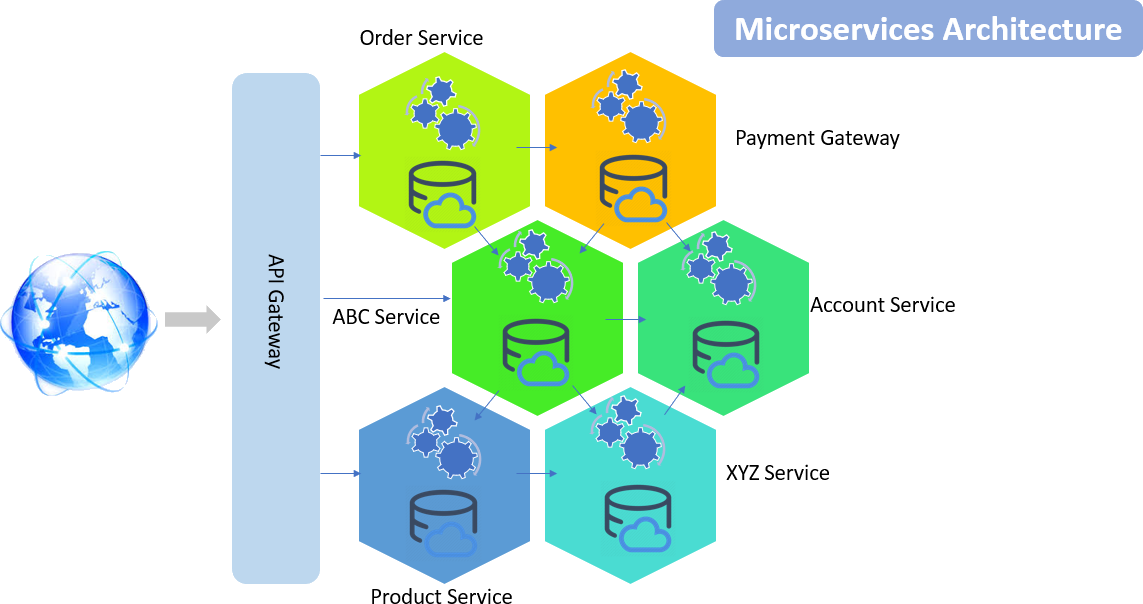 Microservices Architecture
Order Service
Payment Gateway
API Gateway
ABC Service
Account Service
XYZ Service
Product Service